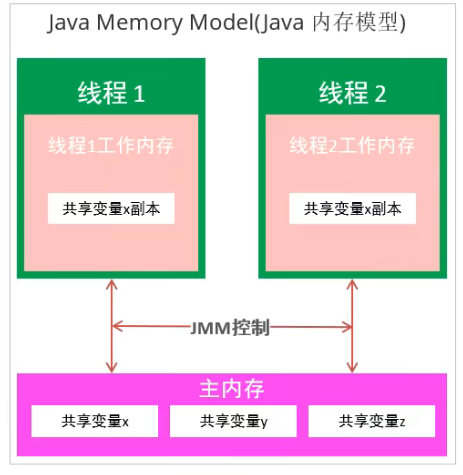 Java Memory Model(Java 内存模型)
线程 1
线程 2
线程1工作内存
线程2工作内存
共享变量x副本
共享变量x副本
JMM控制
主内存
共享变量x
共享变量y
共享变量z